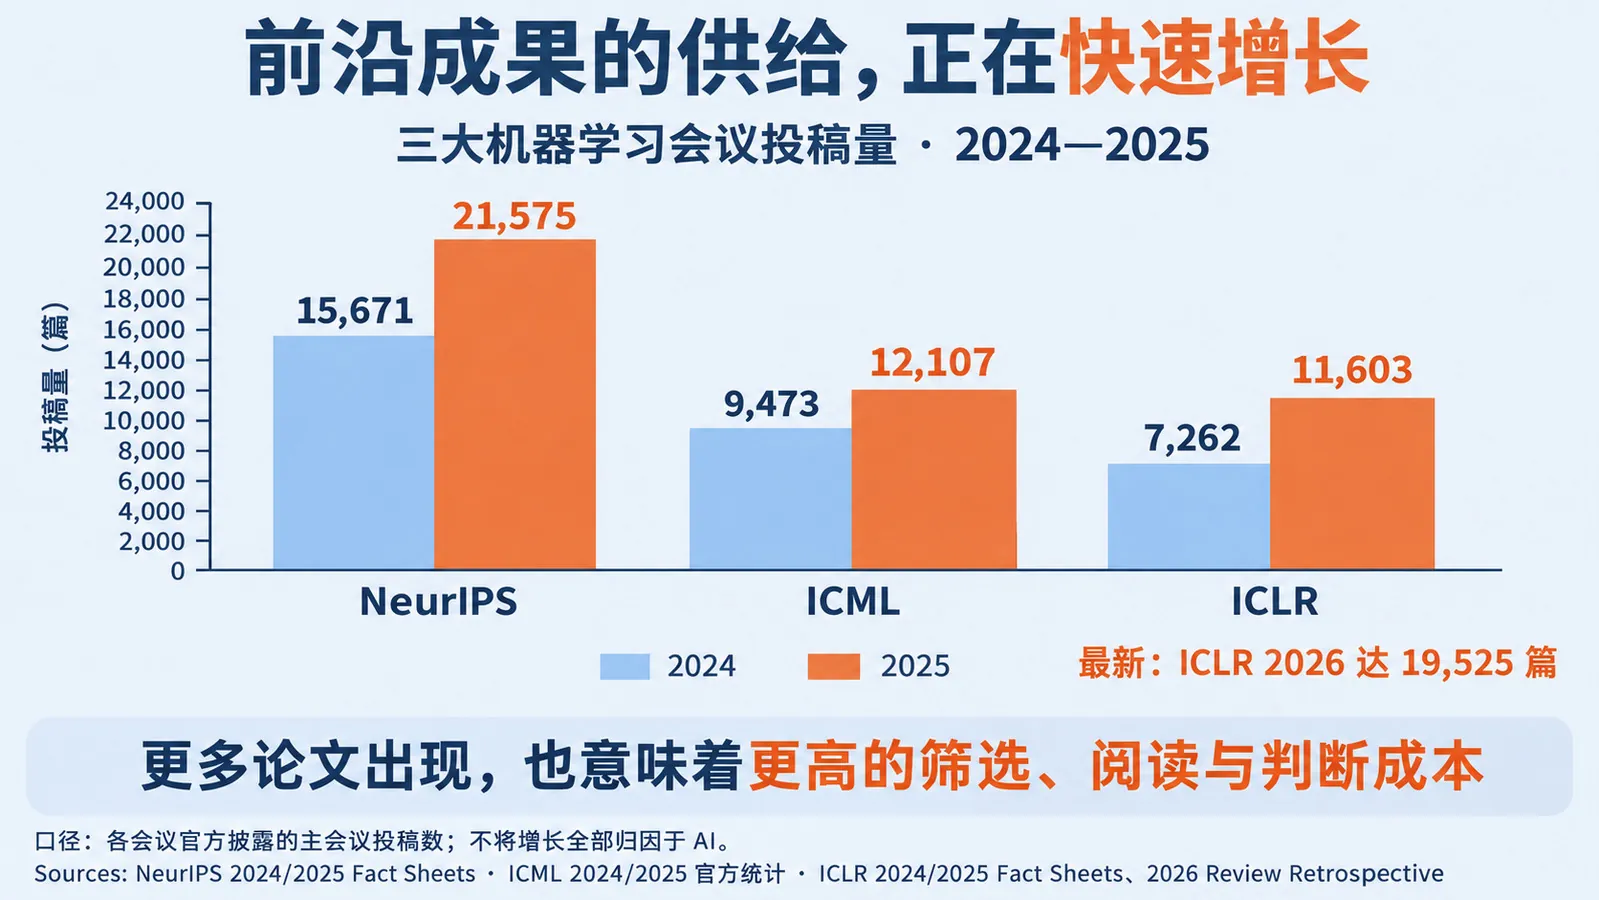 前沿成果的供给，正在快速增长
三大机器学习会议投稿量 · 2024—2025
投稿量（篇）
24,000
22,000
20,000
18,000
16,000
14,000
12,000
10,000
8,000
6,000
4,000
2,000
0
15,671
21,575
9,473
12,107
7,262
11,603
NeurIPS
ICML
ICLR
2024
2025
最新：ICLR 2026 达 19,525 篇
更多论文出现，也意味着更高的筛选、阅读与判断成本
口径：各会议官方披露的主会议投稿数；不将增长全部归因于 AI。
Sources: NeurIPS 2024/2025 Fact Sheets · ICML 2024/2025 官方统计 · ICLR 2024/2025 Fact Sheets、2026 Review Retrospective